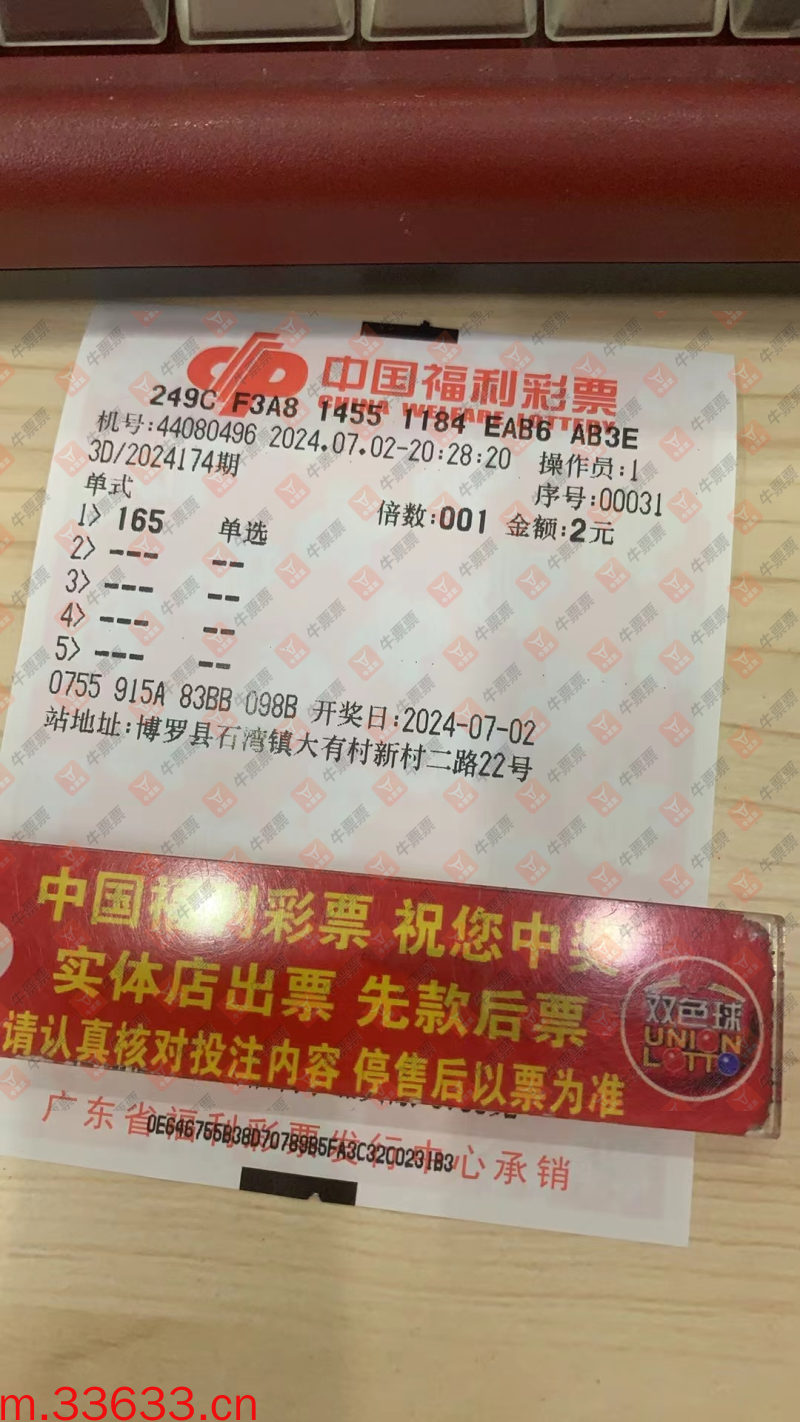 中国福利彩票
CHINA WELFARE LOTTERY
249C F3A8 1455 1184 EAB6 AB3E
机号:44080496 2024.07.02-20:28:20 操作员:1
3D/2024174期 序号:00031
单式 倍数:001 金额:2元
1> 165 单选
2> --- --
3> --- --
4> --- --
5> --- --
0755 915A 83BB 098B 开奖日:2024-07-02
站地址:博罗县石湾镇大有村新村二路22号
中国福利彩票 祝您中奖
实体店出票 先款后票
请认真核对投注内容 停售后以票为准
双色球
UNION
LOTTO
广东省福利彩票发行中心承销
牛票票
m.33633.cn